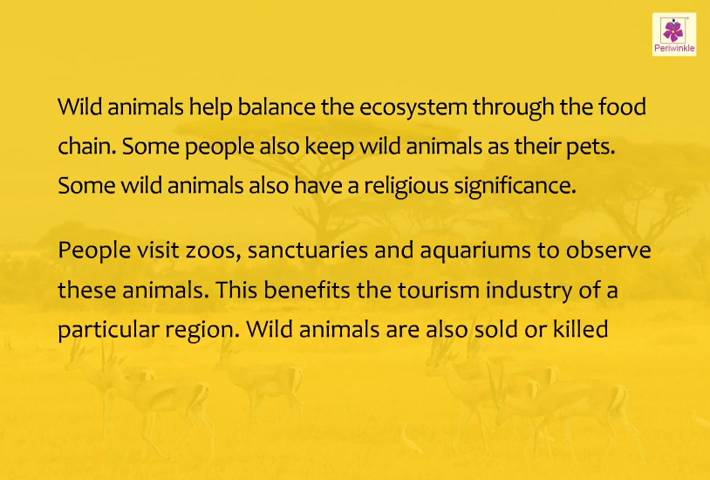 Periwinkle
Wild animals help balance the ecosystem through the food
chain. Some people also keep wild animals as their pets.
Some wild animals also have a religious significance.
People visit zoos, sanctuaries and aquariums to observe
these animals. This benefits the tourism industry of a
particular region. Wild animals are also sold or killed